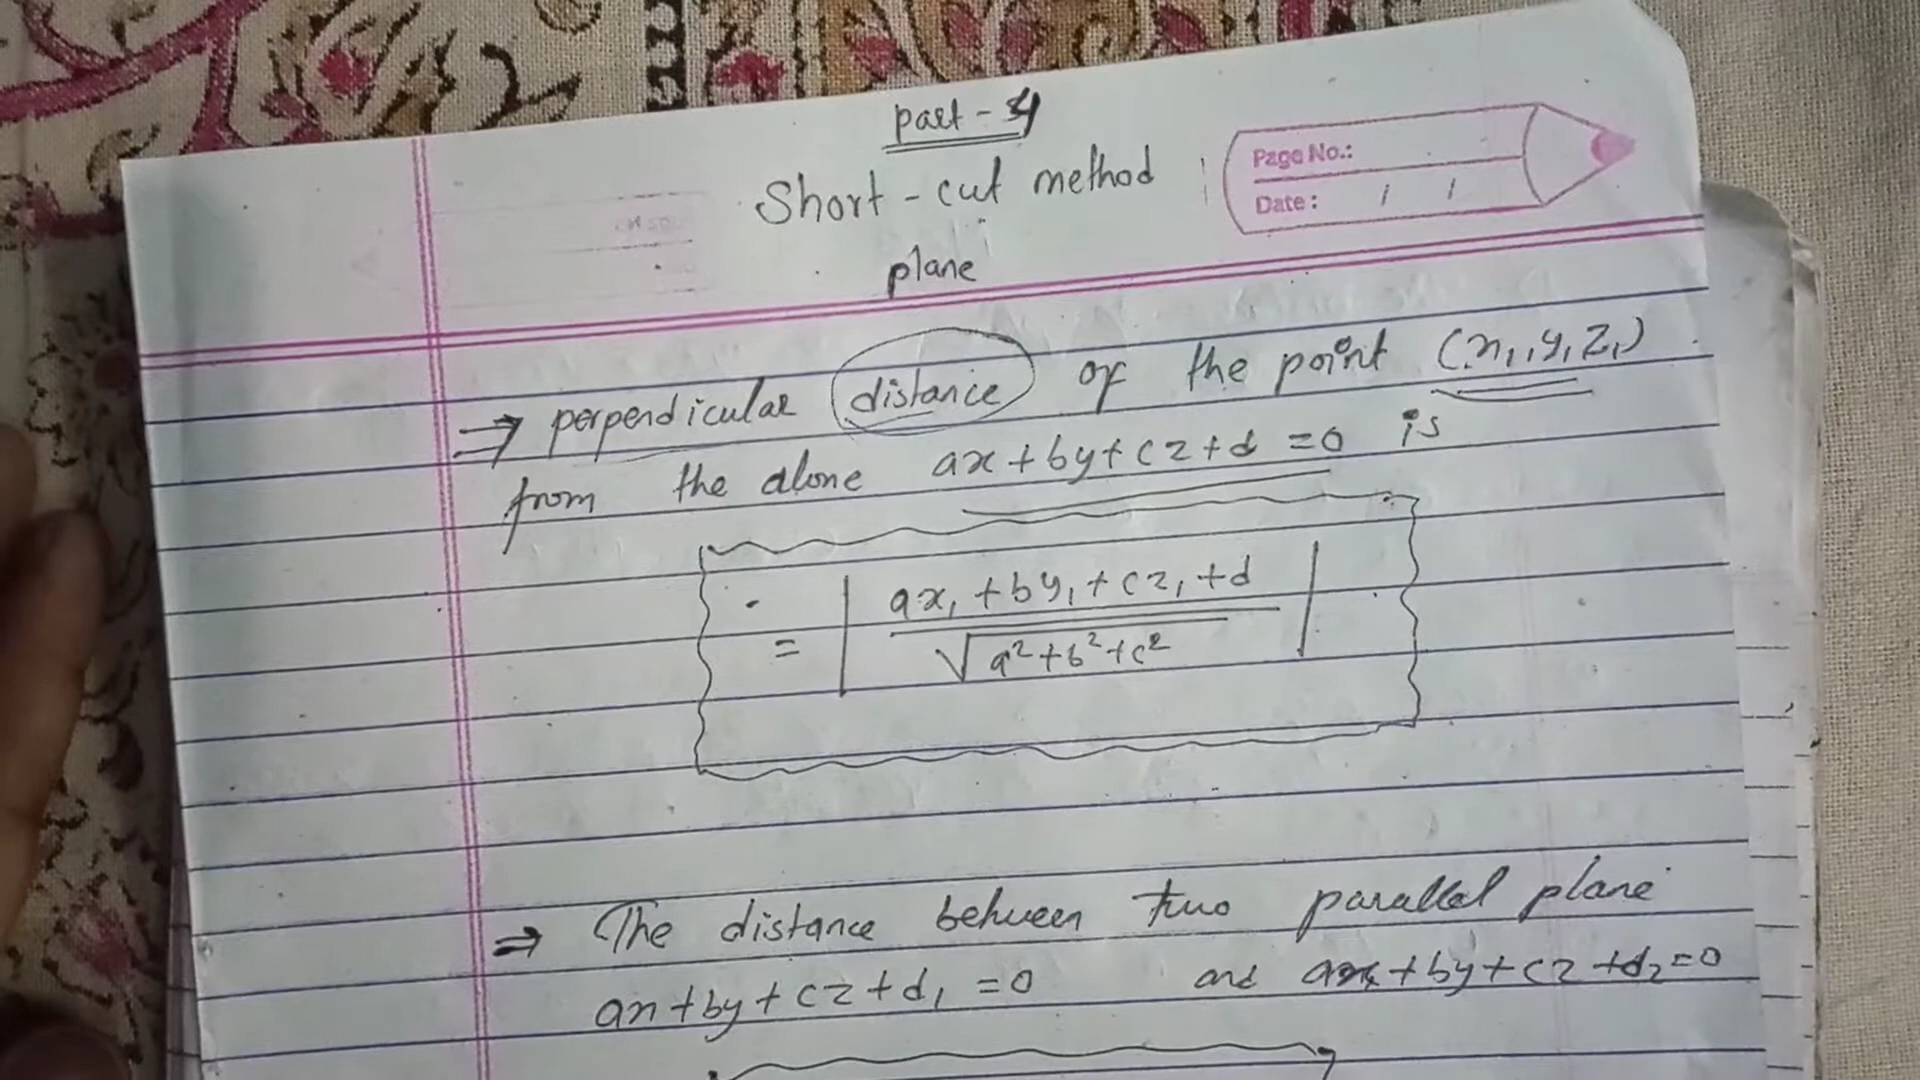 part - 4
Short - cut method
Page No.:
Date: / /
plane
⇒ perpendicular distance of the point (x₁, y₁ z₁)
from the alone ax + by + cz + d = 0 is
= | ax₁ + by₁ + cz₁ + d / √a² + b² + c² |
⇒ The distance between two parallel plane
ax + by + cz + d₁ = 0 and ax + by + cz + d₂ = 0